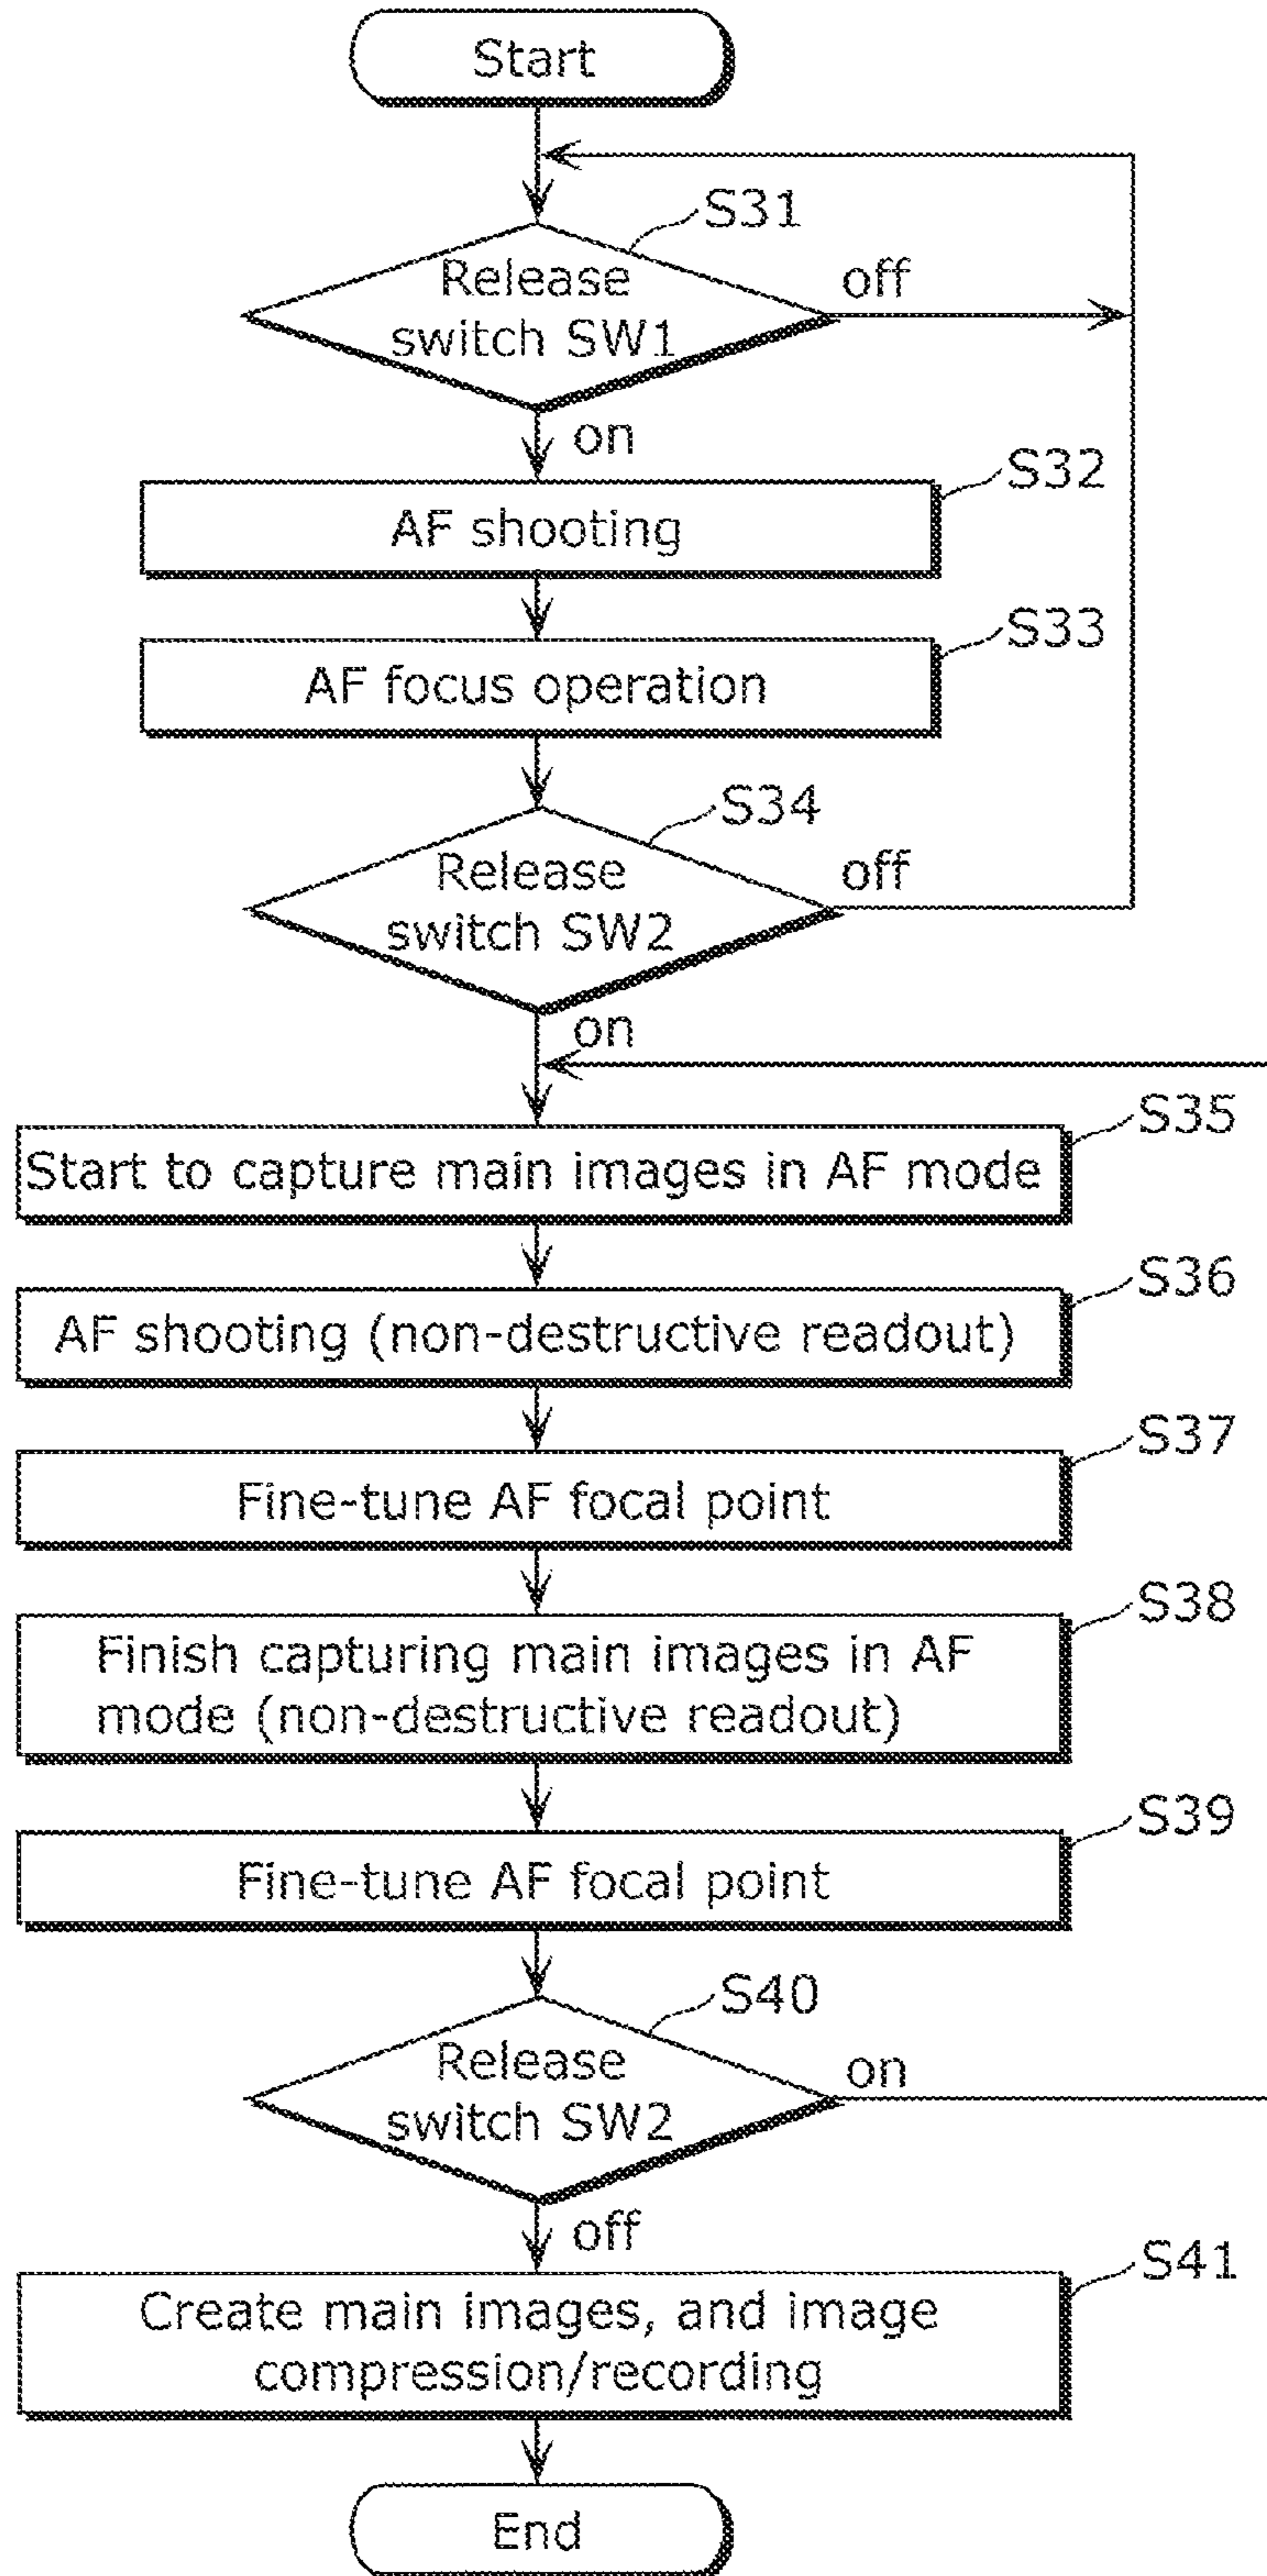 Start
S31
Release
switch SW1
off
on
S32
AF shooting
S33
AF focus operation
S34
Release
switch SW2
off
on
S35
Start to capture main images in AF mode
S36
AF shooting (non-destructive readout)
S37
Fine-tune AF focal point
S38
Finish capturing main images in AF
mode (non-destructive readout)
S39
Fine-tune AF focal point
S40
Release
switch SW2
on
off
S41
Create main images, and image
compression/recording
End